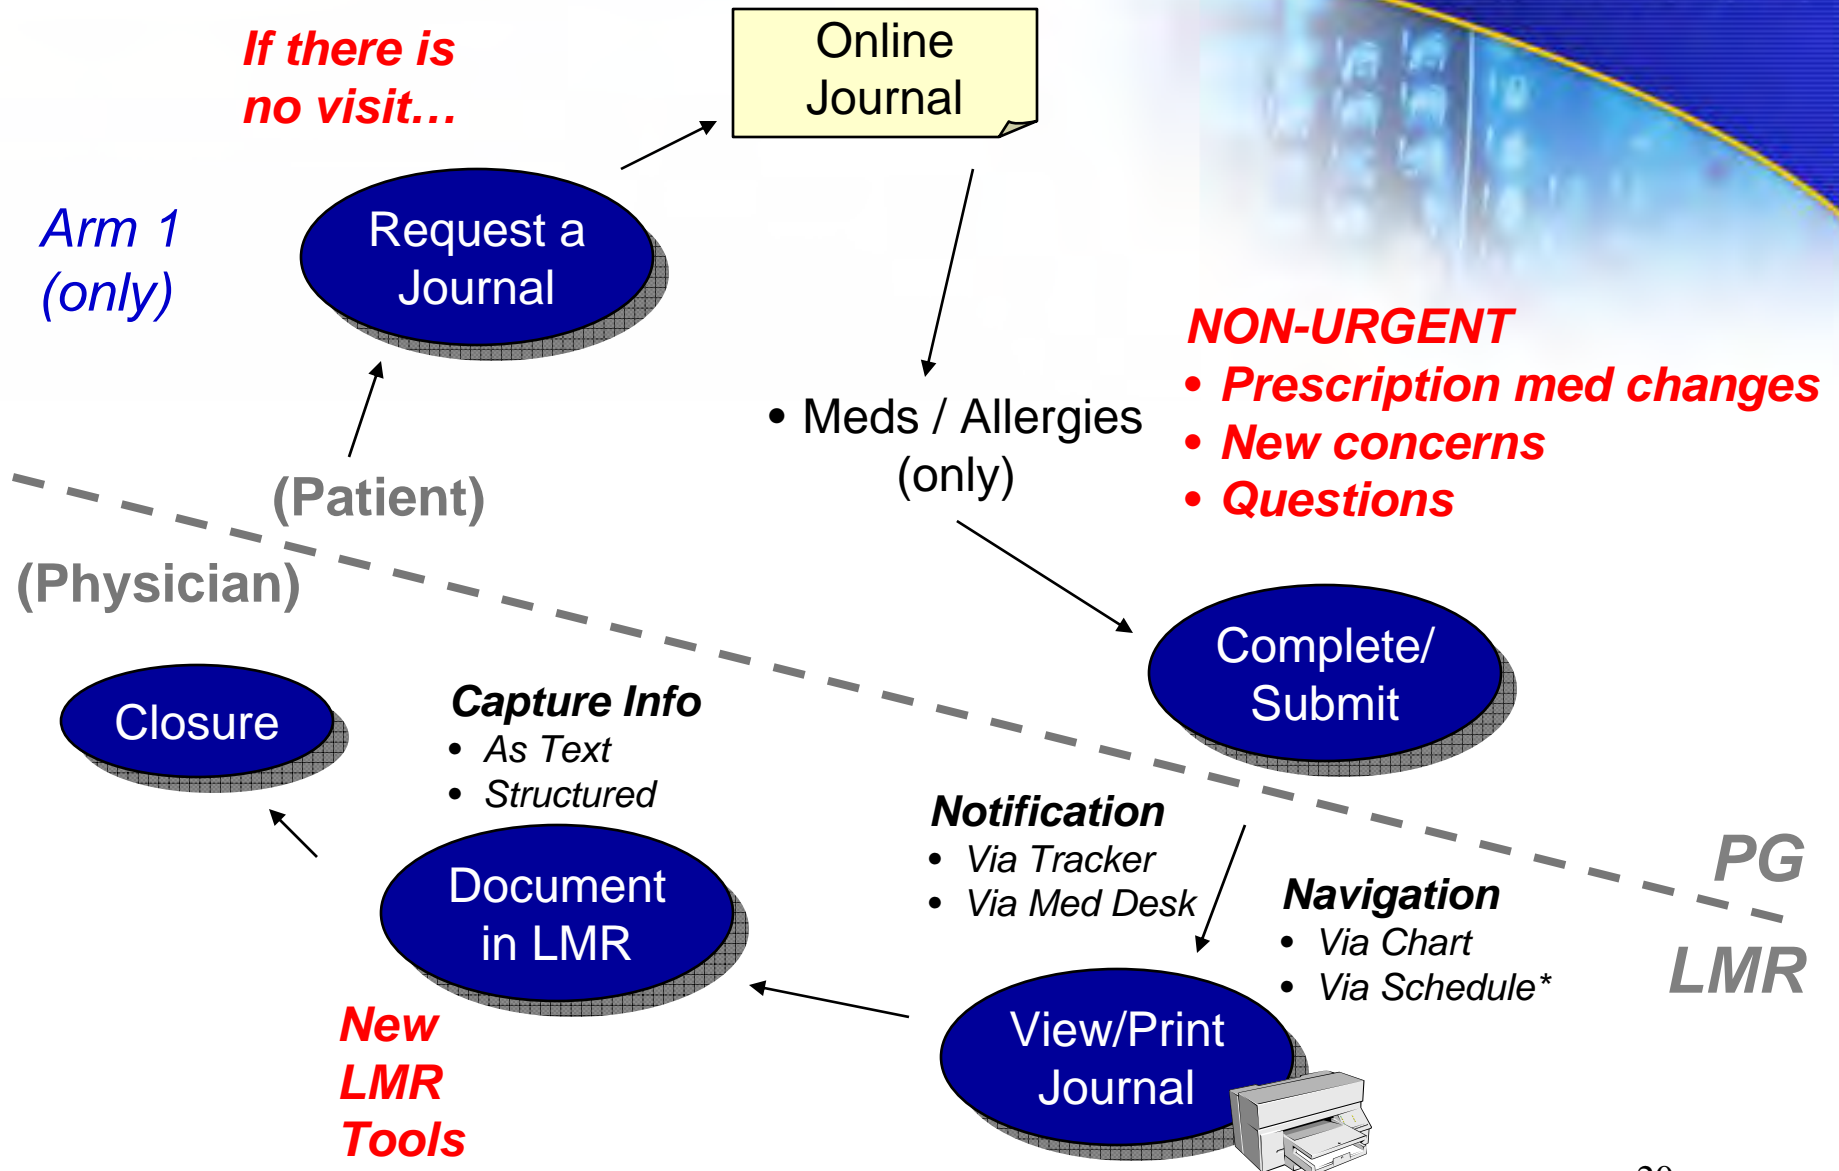 If there is
no visit…
Online
Journal
Arm 1
(only)
Request a
Journal
NON-URGENT
• Prescription med changes
• New concerns
• Questions
• Meds / Allergies
(only)
(Patient)
(Physician)
Complete/
Submit
Closure
Capture Info
• As Text
• Structured
Notification
• Via Tracker
• Via Med Desk
PG
Navigation
• Via Chart
• Via Schedule*
LMR
Document
in LMR
View/Print
Journal
New
LMR
Tools